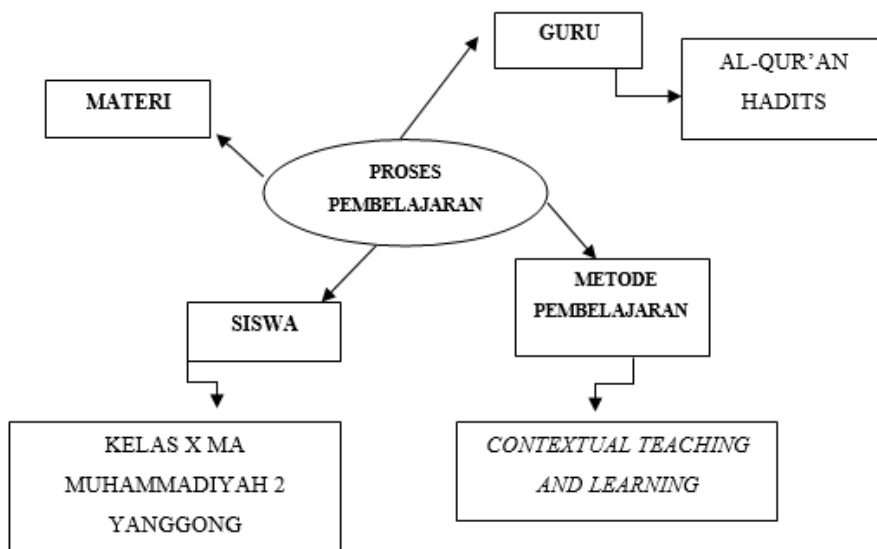 GURU
AL-QUR’AN
HADITS
MATERI
PROSES
PEMBELAJARAN
METODE
PEMBELAJARAN
SISWA
KELAS X MA
MUHAMMADIYAH 2
YANGGONG
CONTEXTUAL TEACHING
AND LEARNING